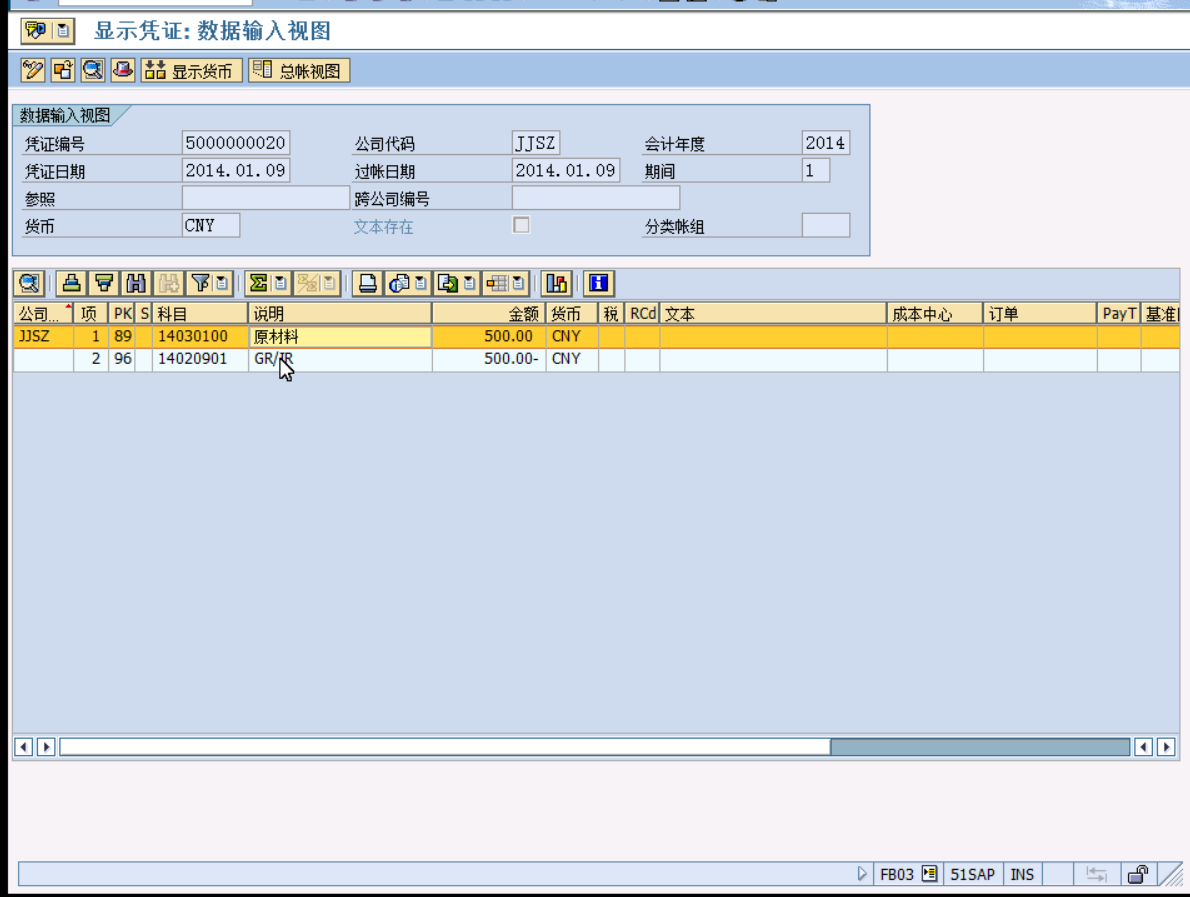 显示凭证: 数据输入视图
显示货币 总帐视图
数据输入视图
凭证编号 5000000020 公司代码 JJSZ 会计年度 2014
凭证日期 2014.01.09 过帐日期 2014.01.09 期间 1
参照 跨公司编号
货币 CNY 文本存在 分类帐组
公司... 项 PK S 科目 说明 金额 货币 税 RCd 文本 成本中心 订单 PayT 基准
JJSZ 1 89 14030100 原材料 500.00 CNY
2 96 14020901 GR/IR 500.00- CNY
FB03 51SAP INS